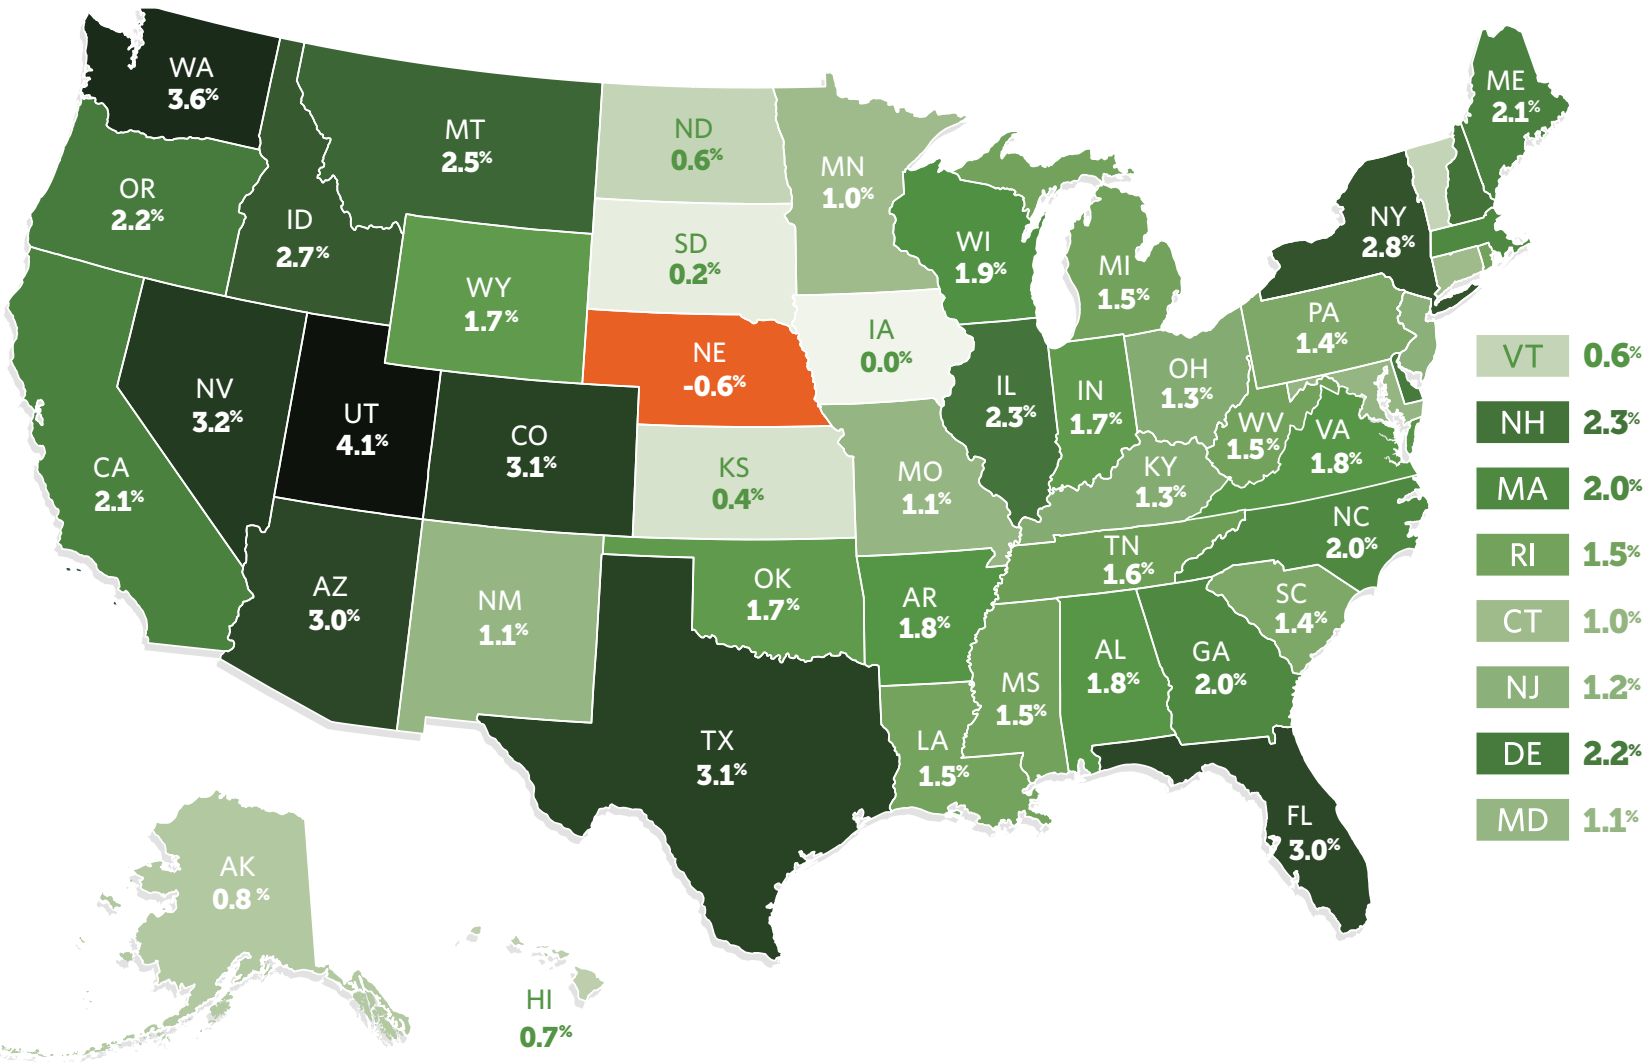 WA
3.6%
OR
2.2%
CA
2.1%
ID
2.7%
NV
3.2%
MT
2.5%
WY
1.7%
UT
4.1%
CO
3.1%
AZ
3.0%
NM
1.1%
ND
0.6%
SD
0.2%
NE
-0.6%
KS
0.4%
OK
1.7%
TX
3.1%
MN
1.0%
IA
0.0%
MO
1.1%
AR
1.8%
LA
1.5%
WI
1.9%
IL
2.3%
MI
1.5%
IN
1.7%
OH
1.3%
KY
1.3%
TN
1.6%
MS
1.5%
AL
1.8%
GA
2.0%
FL
3.0%
SC
1.4%
NC
2.0%
VA
1.8%
WV
1.5%
PA
1.4%
NY
2.8%
ME
2.1%
VT 0.6%
NH 2.3%
MA 2.0%
RI 1.5%
CT 1.0%
NJ 1.2%
DE 2.2%
MD 1.1%
AK
0.8%
HI
0.7%